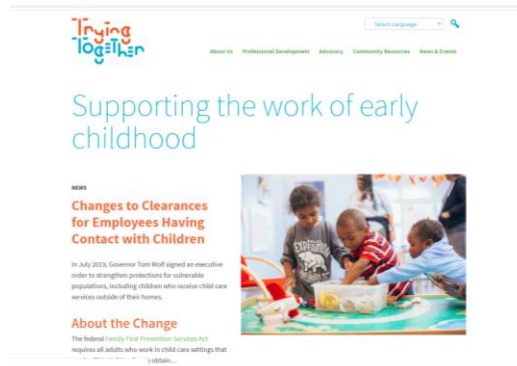 Trying
Together
Select Language
About Us Professional Development Advocacy Community Resources News & Events
Supporting the work of early
childhood
NEWS
Changes to Clearances
for Employees Having
Contact with Children
In July 2019, Governor Tom Wolf signed an executive
order to strengthen protections for vulnerable
populations, including children who receive child care
services outside of their homes.
About the Change
The federal Family First Prevention Services Act
requires all adults who work in child care settings that
obtain…